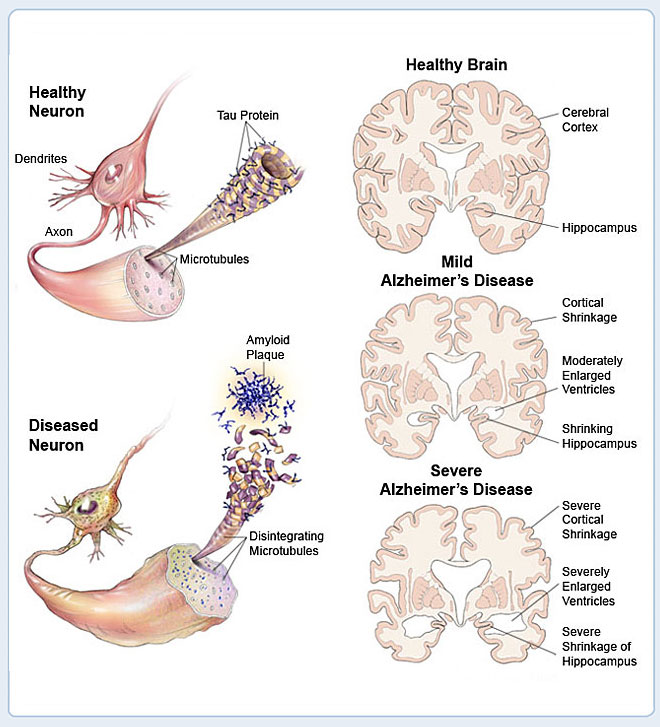 Healthy
Neuron
Tau Protein
Dendrites
Axon
Microtubules
Amyloid
Plaque
Diseased
Neuron
Disintegrating
Microtubules
Healthy Brain
Cerebral
Cortex
Hippocampus
Mild
Alzheimer's Disease
Cortical
Shrinkage
Moderately
Enlarged
Ventricles
Shrinking
Hippocampus
Severe
Alzheimer's Disease
Severe
Cortical
Shrinkage
Severely
Enlarged
Ventricles
Severe
Shrinkage of
Hippocampus